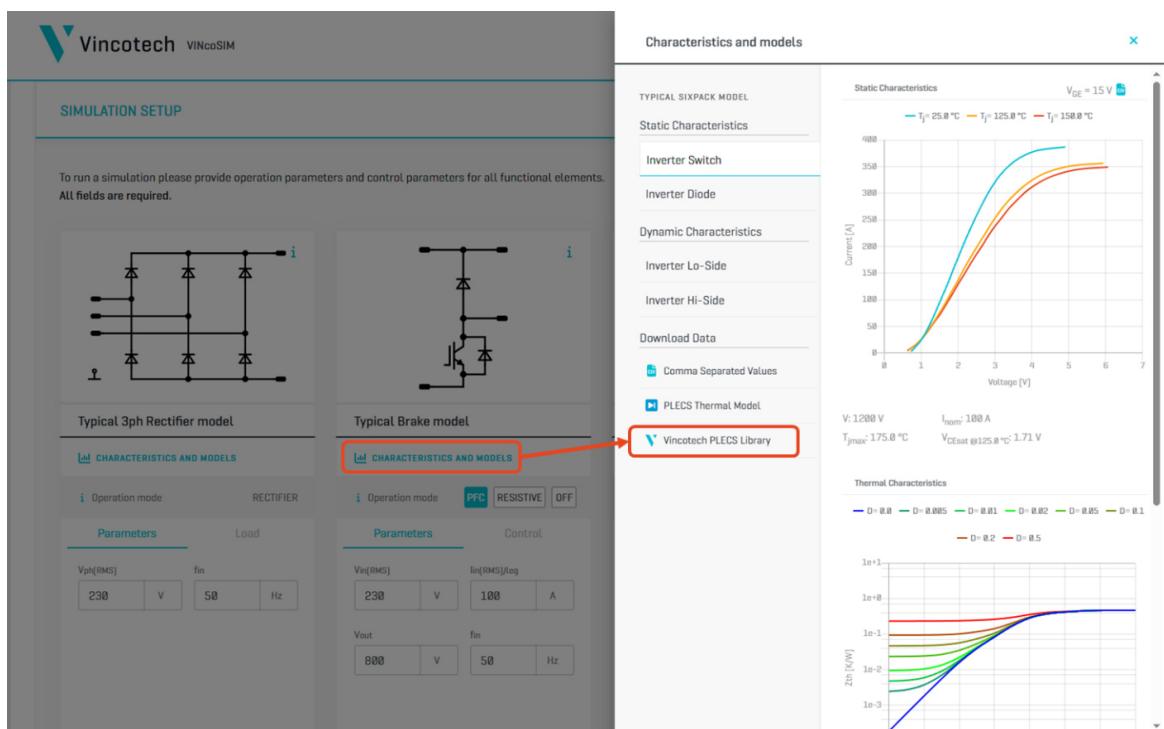 Vincotech VINcoSIM
SIMULATION SETUP
To run a simulation please provide operation parameters and control parameters for all functional elements.
All fields are required.
i
i
Typical 3ph Rectifier model
Typical Brake model
CHARACTERISTICS AND MODELS
CHARACTERISTICS AND MODELS
i Operation mode RECTIFIER
i Operation mode PFC RESISTIVE OFF
Parameters Load
Parameters Control
Vph(RMS) fin
230 V 50 Hz
Vin(RMS) Iin(RMS)/leg
230 V 100 A
Vout fin
800 V 50 Hz
Characteristics and models ×
TYPICAL SIXPACK MODEL
Static Characteristics
Inverter Switch
Inverter Diode
Dynamic Characteristics
Inverter Lo-Side
Inverter Hi-Side
Download Data
Comma Separated Values
PLECS Thermal Model
Vincotech PLECS Library
Static Characteristics VGE = 15 V
Tj= 25.0 °C Tj= 125.0 °C Tj= 150.0 °C
400
350
300
250
200
150
100
50
0
Current [A]
0 1 2 3 4 5 6 7
Voltage [V]
V: 1200 V Inom: 100 A
Tjmax: 175.0 °C VCEsat @125.0 °C: 1.71 V
Thermal Characteristics
D= 0.0 D= 0.005 D= 0.01 D= 0.02 D= 0.05 D= 0.1
D= 0.2 D= 0.5
1e+1
1e+0
1e-1
1e-2
1e-3
Zth [K/W]